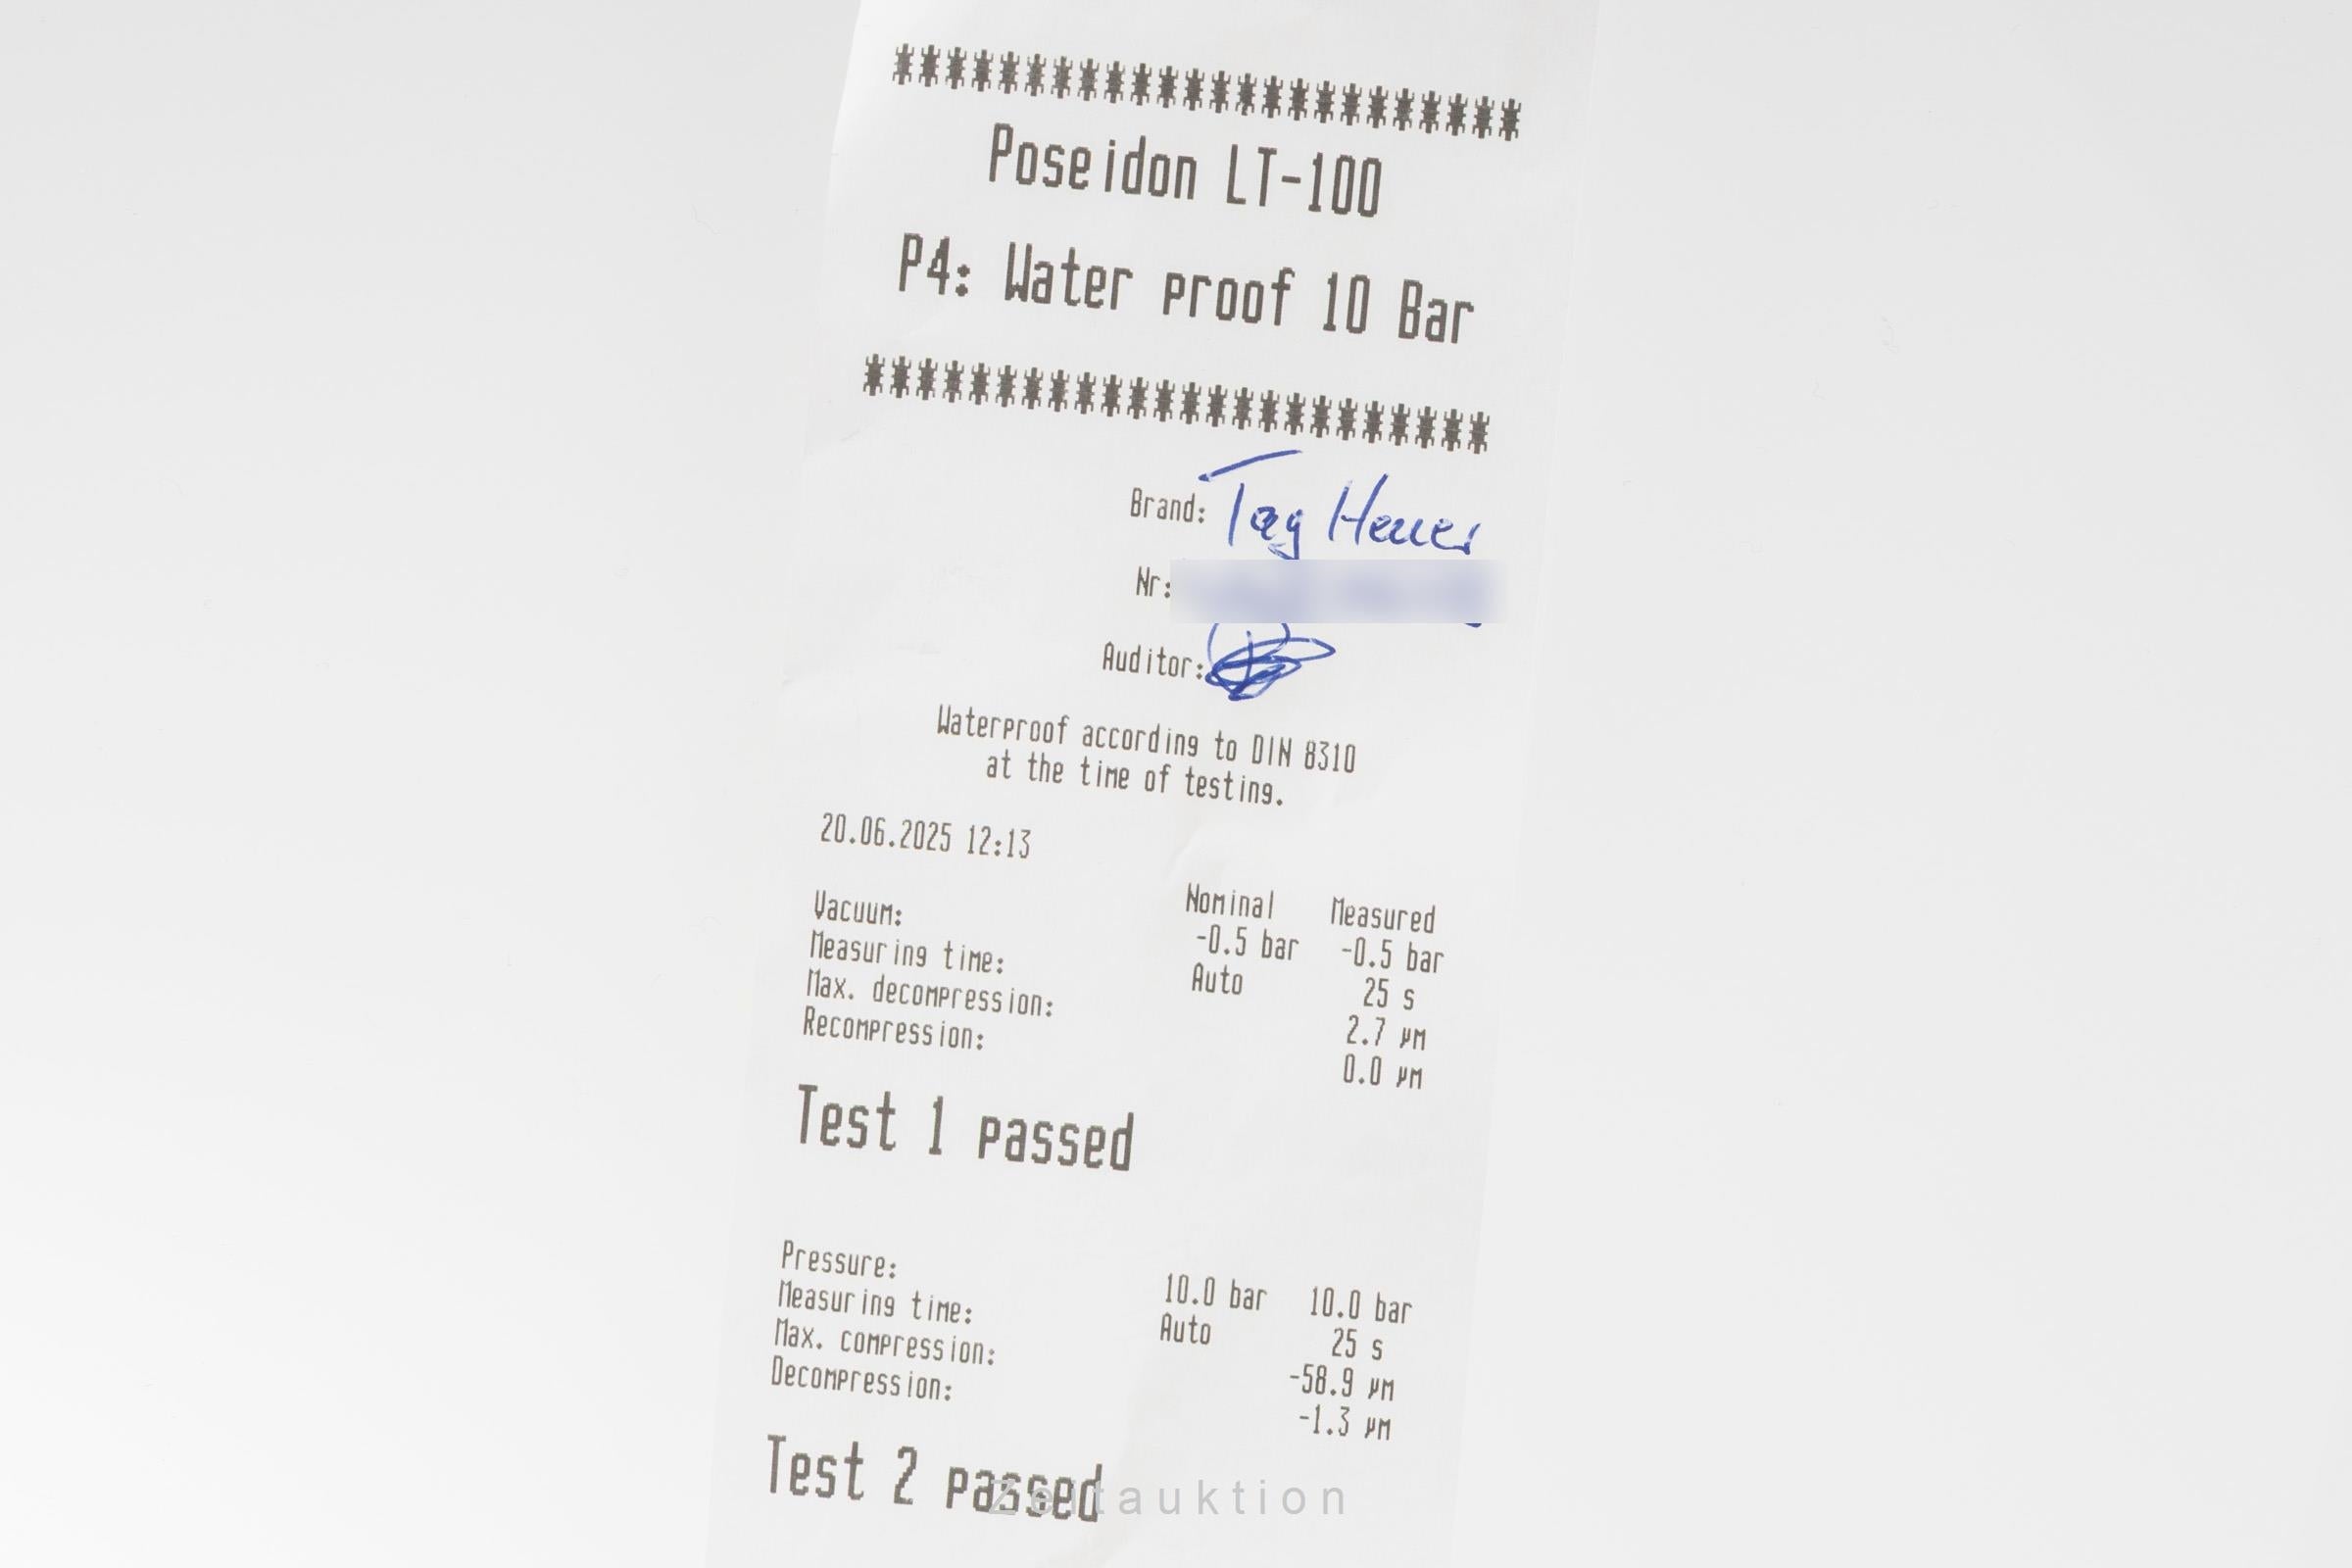 ************************
Poseidon LT-100
P4: Water proof 10 Bar
************************
Brand: Tag Heuer
Nr:
Auditor:
Waterproof according to DIN 8310
at the time of testing.
20.06.2025 12:13
Nominal Measured
Vacuum: -0.5 bar -0.5 bar
Measuring time: Auto 25 s
Max. decompression: 2.7 µm
Recompression: 0.0 µm
Test 1 passed
Pressure: 10.0 bar 10.0 bar
Measuring time: Auto 25 s
Max. compression: -58.9 µm
Decompression: -1.3 µm
Test 2 passed
Zeitauktion